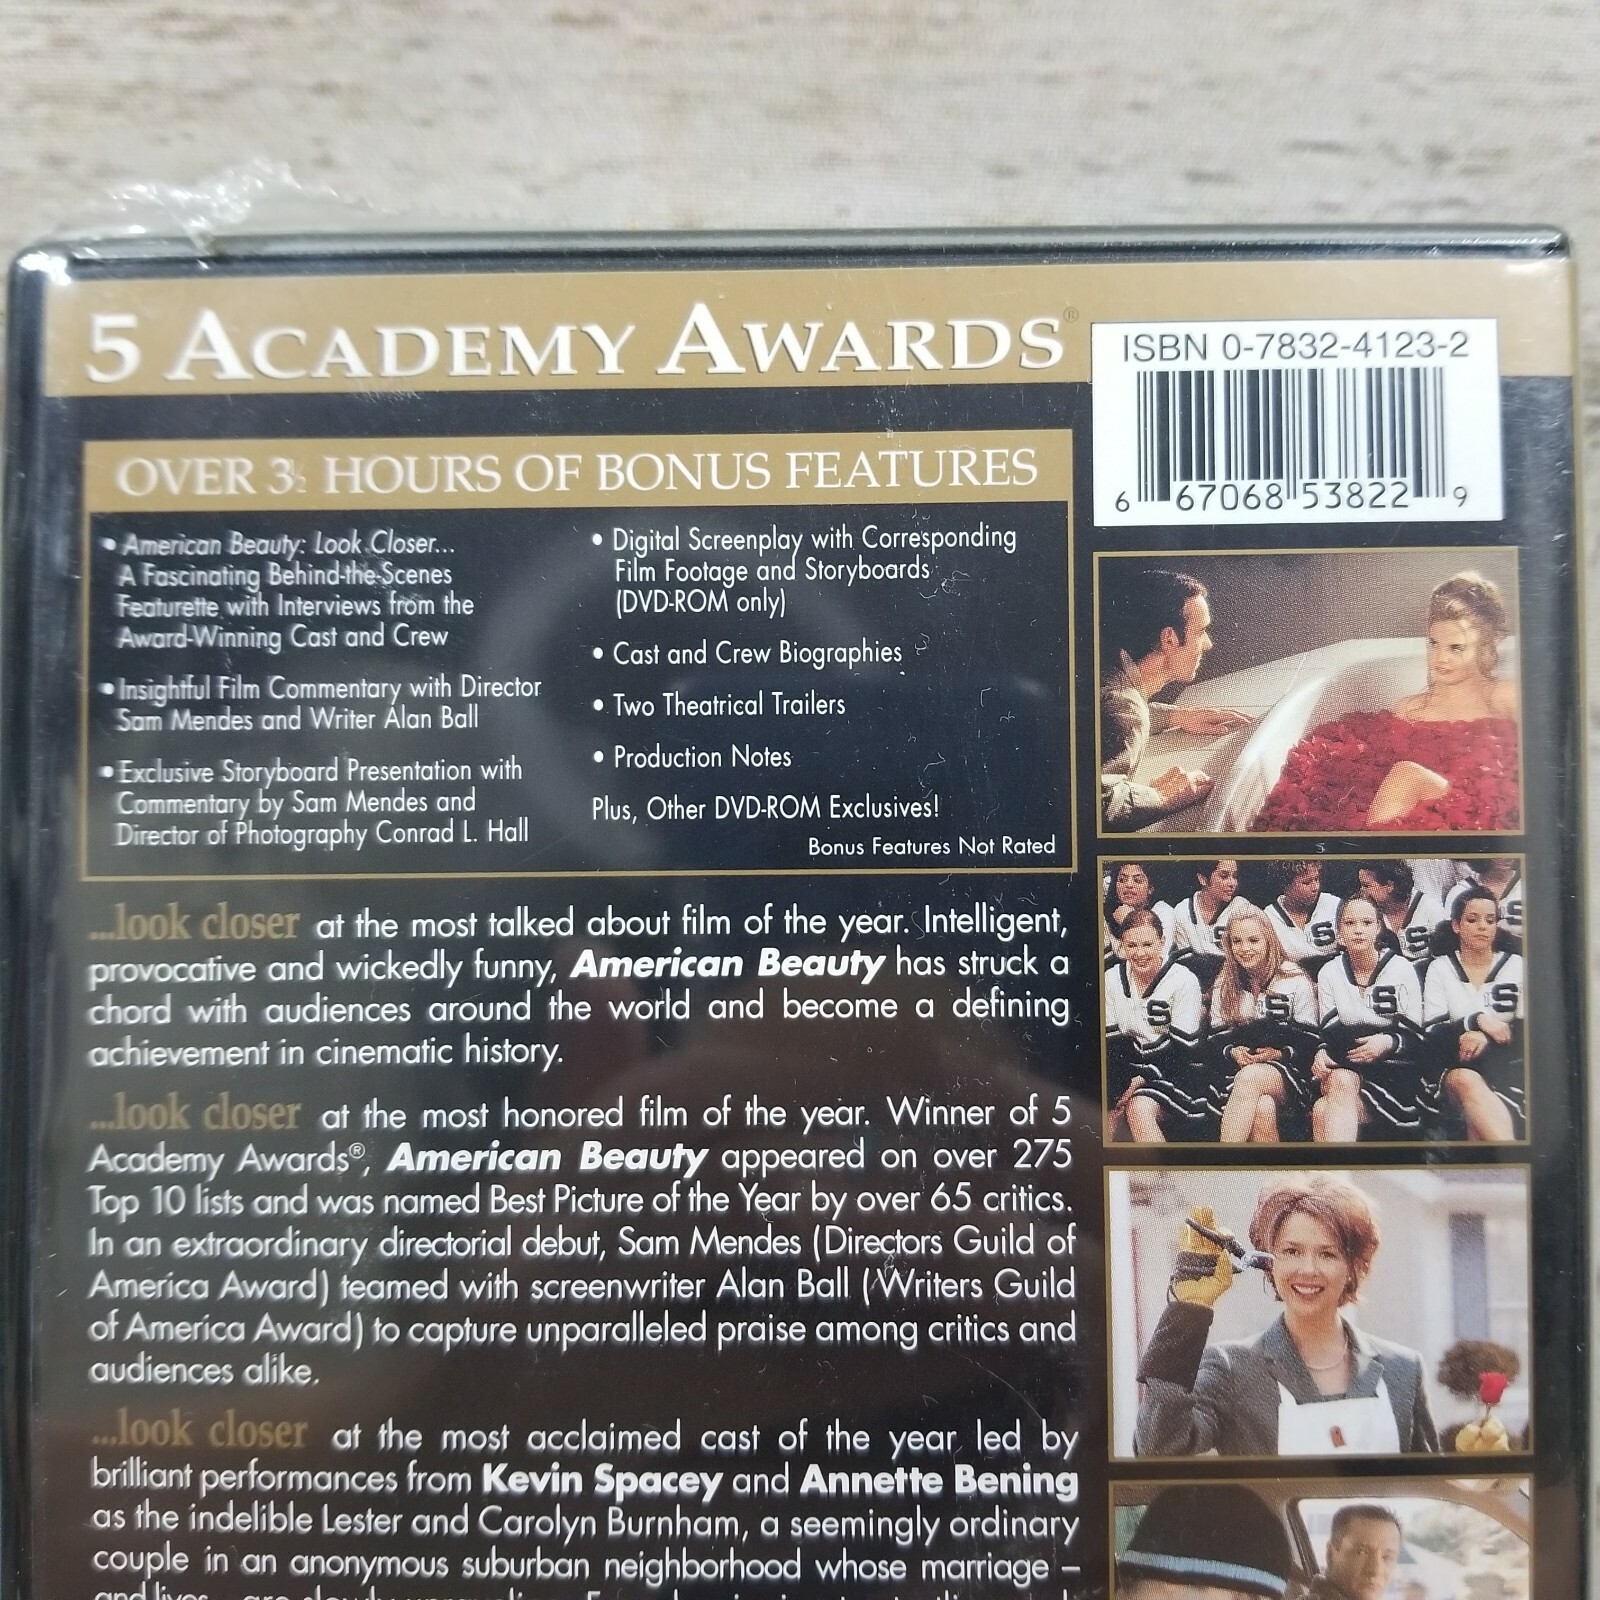 5 ACADEMY AWARDS®
ISBN 0-7832-4123-2
6 67068 53822 9
OVER 3½ HOURS OF BONUS FEATURES
• American Beauty: Look Closer...
A Fascinating Behind-the-Scenes
Featurette with Interviews from the
Award-Winning Cast and Crew
• Insightful Film Commentary with Director
Sam Mendes and Writer Alan Ball
• Exclusive Storyboard Presentation with
Commentary by Sam Mendes and
Director of Photography Conrad L. Hall
• Digital Screenplay with Corresponding
Film Footage and Storyboards
(DVD-ROM only)
• Cast and Crew Biographies
• Two Theatrical Trailers
• Production Notes
Plus, Other DVD-ROM Exclusives!
Bonus Features Not Rated
...look closer at the most talked about film of the year. Intelligent,
provocative and wickedly funny, American Beauty has struck a
chord with audiences around the world and become a defining
achievement in cinematic history.
...look closer at the most honored film of the year. Winner of 5
Academy Awards®, American Beauty appeared on over 275
Top 10 lists and was named Best Picture of the Year by over 65 critics.
In an extraordinary directorial debut, Sam Mendes (Directors Guild of
America Award) teamed with screenwriter Alan Ball (Writers Guild
of America Award) to capture unparalleled praise among critics and
audiences alike.
...look closer at the most acclaimed cast of the year led by
brilliant performances from Kevin Spacey and Annette Bening
as the indelible Lester and Carolyn Burnham, a seemingly ordinary
couple in an anonymous suburban neighborhood whose marriage –
and lives – are slowly
S S S S S S S